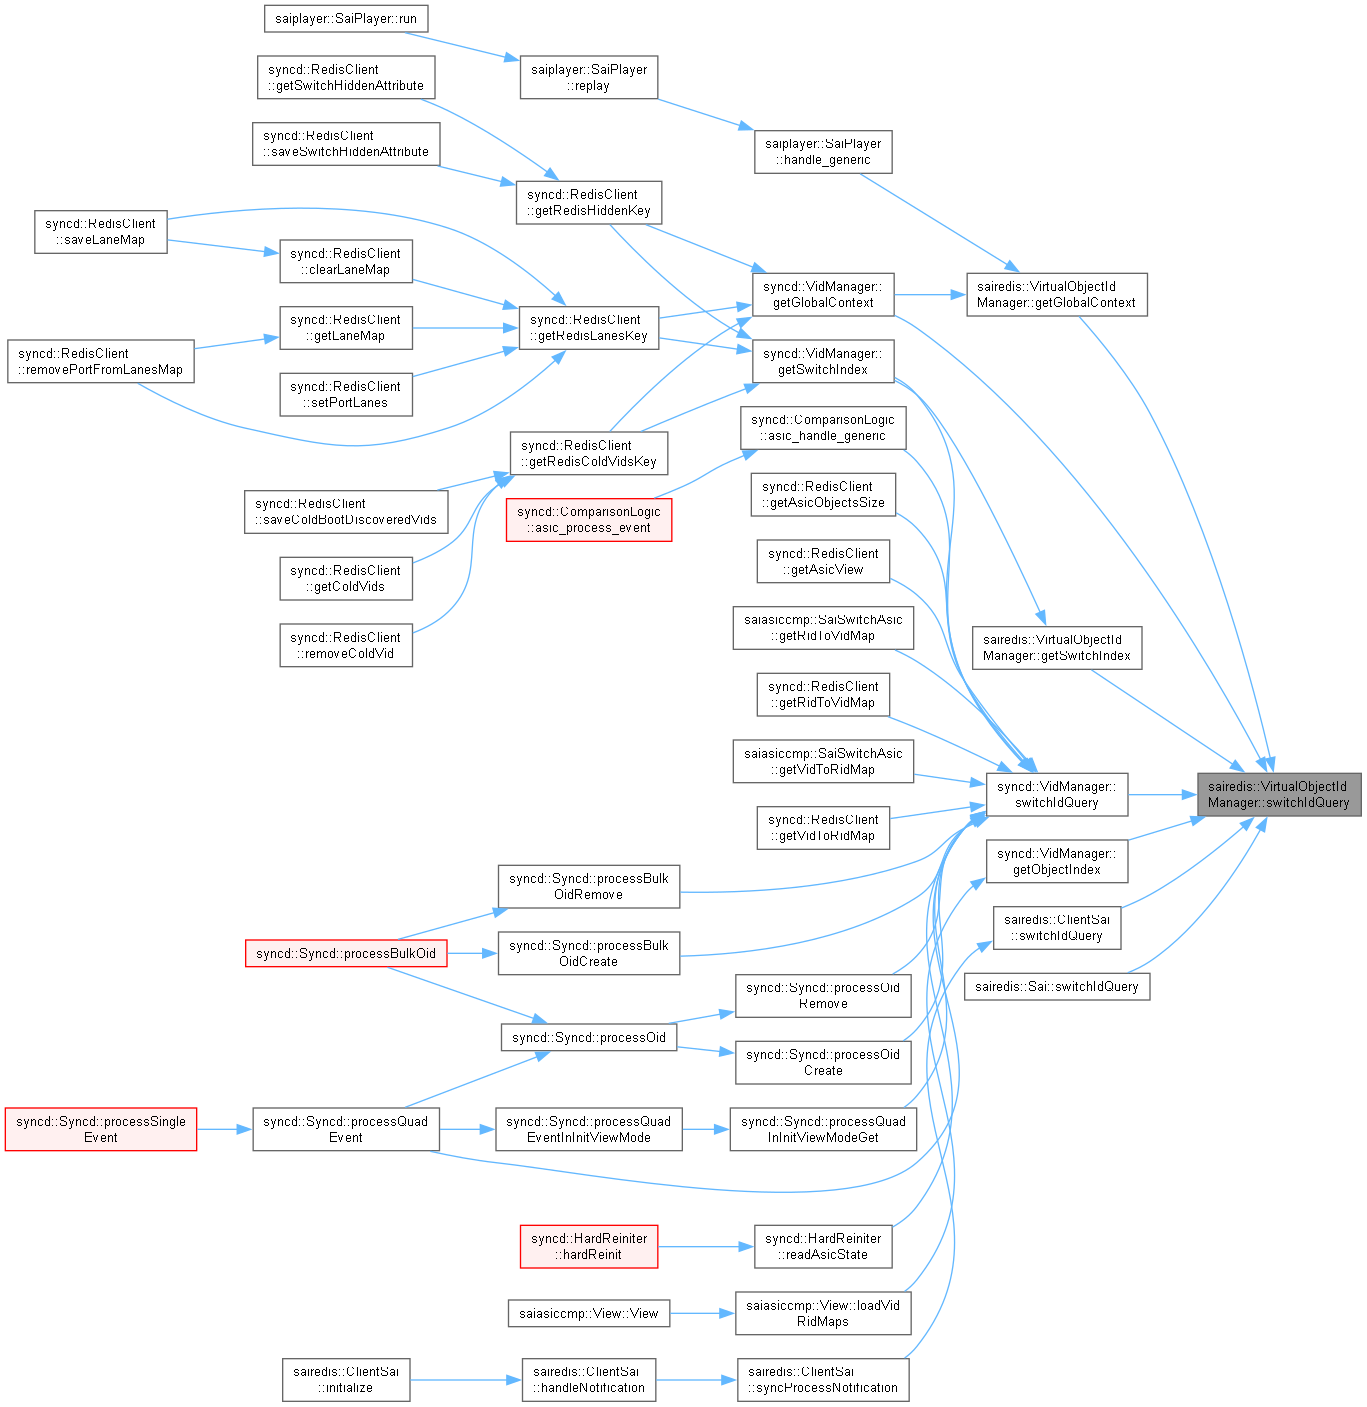 saiplayer::SaiPlayer::run
syncd::RedisClient
::getSwitchHiddenAttribute
saiplayer::SaiPlayer
::replay
syncd::RedisClient
::saveSwitchHiddenAttribute
saiplayer::SaiPlayer
::handle_generic
syncd::RedisClient
::getRedisHiddenKey
syncd::RedisClient
::saveLaneMap
syncd::RedisClient
::clearLaneMap
syncd::VidManager::
getGlobalContext
sairedis::VirtualObjectId
Manager::getGlobalContext
syncd::RedisClient
::getLaneMap
syncd::RedisClient
::getRedisLanesKey
syncd::RedisClient
::removePortFromLanesMap
syncd::VidManager::
getSwitchIndex
syncd::RedisClient
::setPortLanes
syncd::ComparisonLogic
::asic_handle_generic
syncd::RedisClient
::getRedisColdVidsKey
syncd::RedisClient
::getAsicObjectsSize
syncd::RedisClient
::saveColdBootDiscoveredVids
syncd::ComparisonLogic
::asic_process_event
syncd::RedisClient
::getAsicView
syncd::RedisClient
::getColdVids
saiasiccmp::SaiSwitchAsic
::getRidToVidMap
syncd::RedisClient
::removeColdVid
sairedis::VirtualObjectId
Manager::getSwitchIndex
syncd::RedisClient
::getRidToVidMap
saiasiccmp::SaiSwitchAsic
::getVidToRidMap
syncd::VidManager::
switchIdQuery
sairedis::VirtualObjectId
Manager::switchIdQuery
syncd::RedisClient
::getVidToRidMap
syncd::VidManager::
getObjectIndex
syncd::Syncd::processBulk
OidRemove
sairedis::ClientSai
::switchIdQuery
syncd::Syncd::processBulkOid
syncd::Syncd::processBulk
OidCreate
sairedis::Sai::switchIdQuery
syncd::Syncd::processOid
Remove
syncd::Syncd::processOid
syncd::Syncd::processOid
Create
syncd::Syncd::processSingle
Event
syncd::Syncd::processQuad
Event
syncd::Syncd::processQuad
EventInInitViewMode
syncd::Syncd::processQuad
InInitViewModeGet
syncd::HardReiniter
::hardReinit
syncd::HardReiniter
::readAsicState
saiasiccmp::View::View
saiasiccmp::View::loadVid
RidMaps
sairedis::ClientSai
::initialize
sairedis::ClientSai
::handleNotification
sairedis::ClientSai
::syncProcessNotification